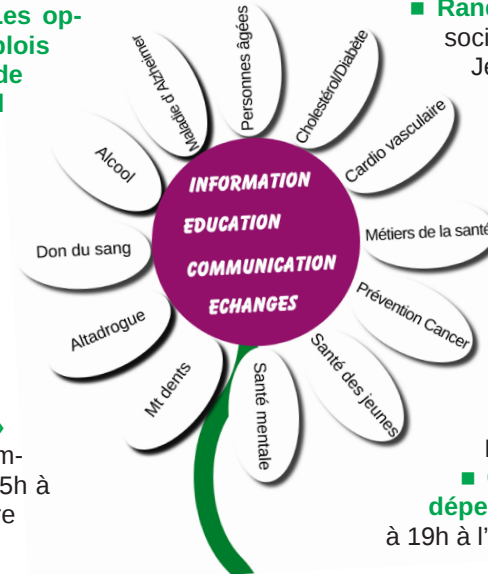 Les op-
plois
de
■ Ran
soci
Je
Maladie d'Alzheimer
Personnes âgées
Cholestérol/Diabète
Cardio vasculaire
Métiers de la santé
Prévention Cancer
Santé des jeunes
Santé mentale
Mt dents
Altadrogue
Don du sang
Alcool
INFORMATION
EDUCATION
COMMUNICATION
ECHANGES
»
m-
5h à
re
■
dépe
à 19h à l'